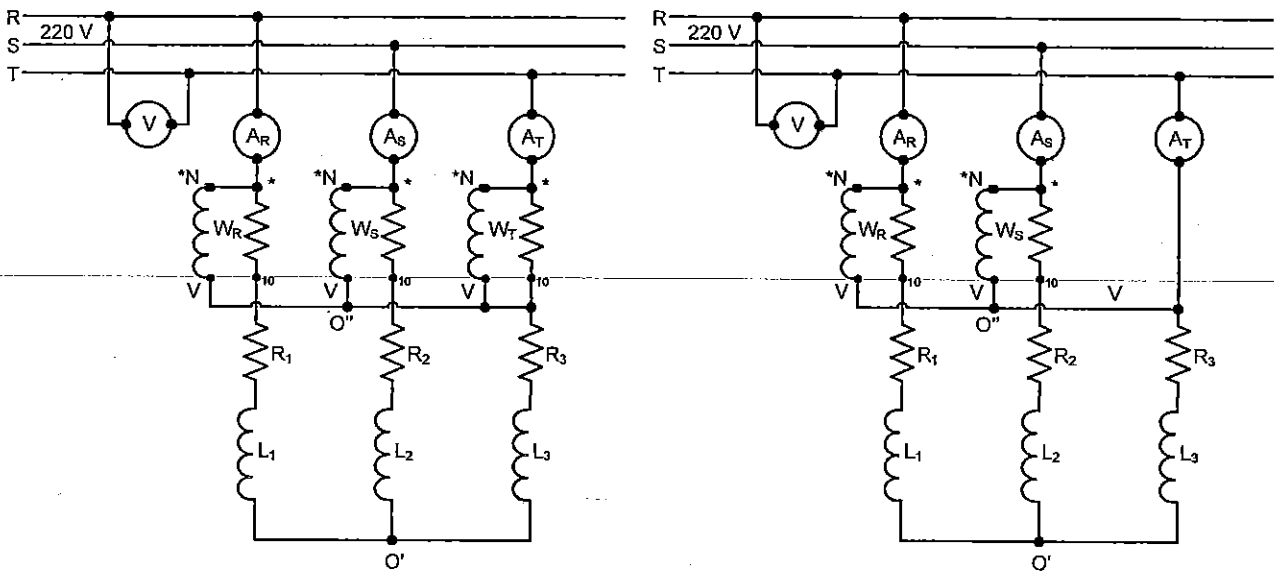 R R
220 V 220 V
S S
T T
V V
A_R A_S A_T A_R A_S A_T
*N * *N * *N * *N * *N *
W_R W_S W_T W_R W_S
10 10 10 10 10
V V V V V
O" O"
R₁ R₂ R₃ R₁ R₂ R₃
L₁ L₂ L₃ L₁ L₂ L₃
O' O'